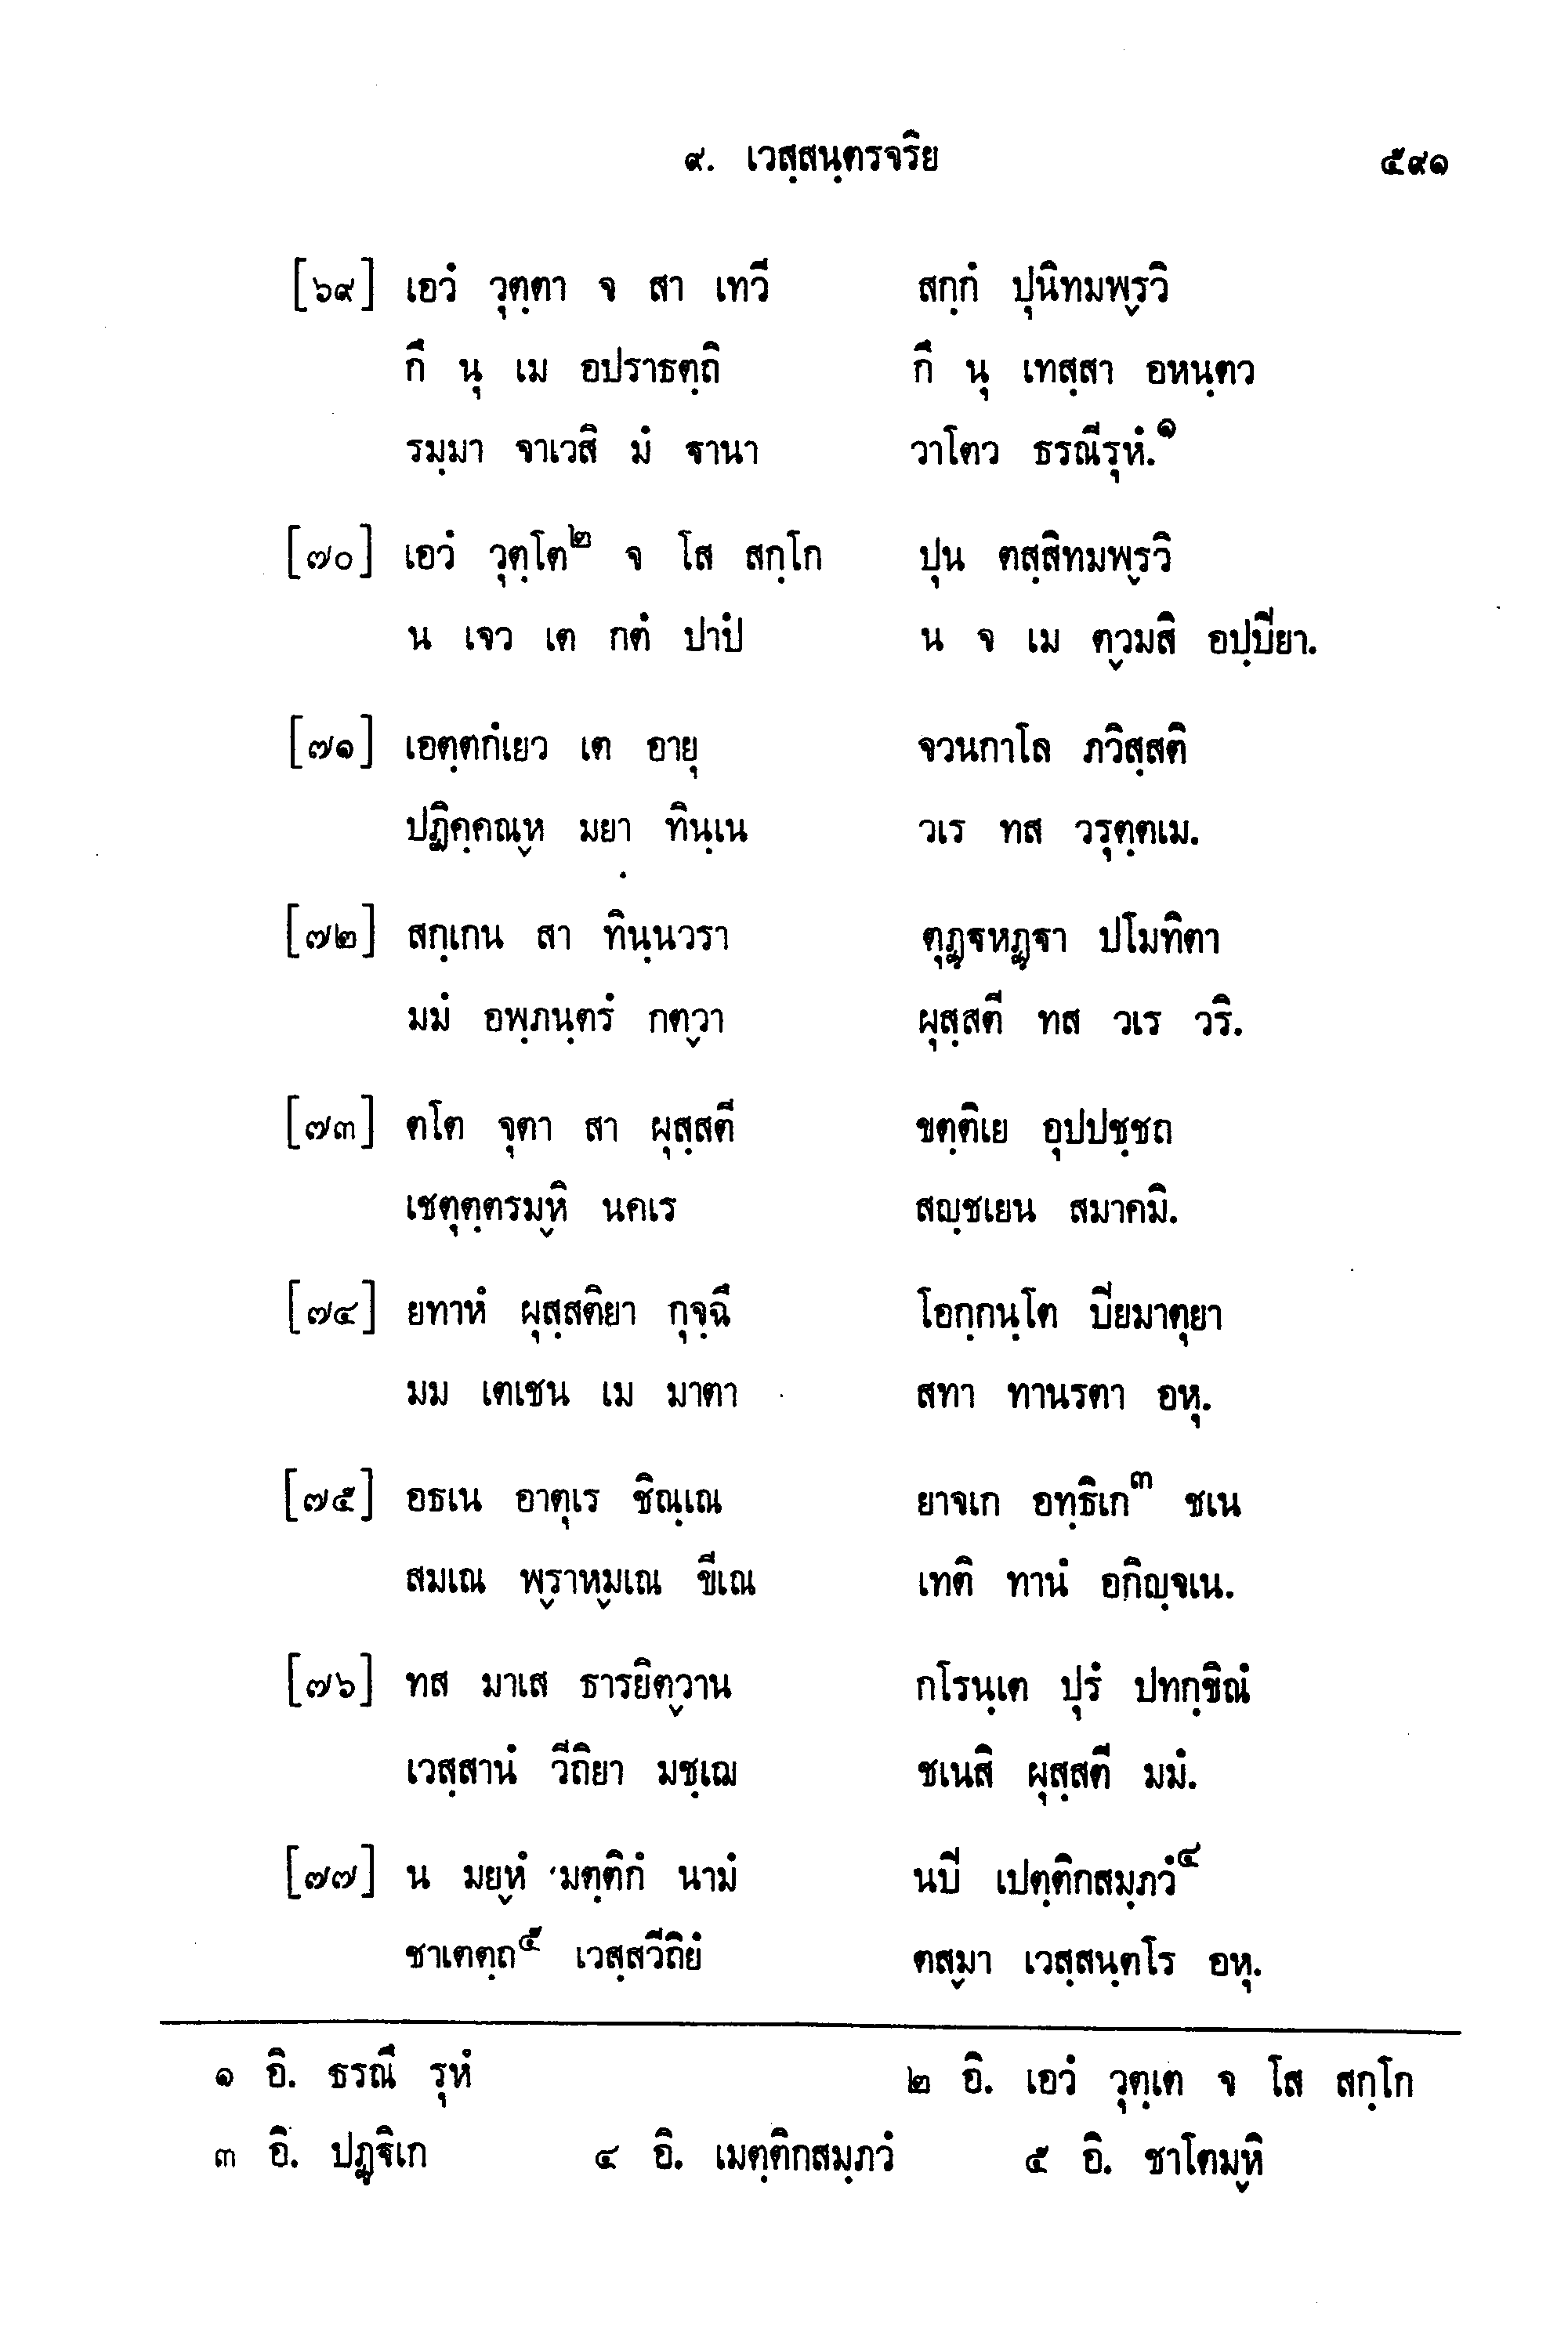 ๙. เวสฺสนฺตรจริย ๕๙๑
[๖๙] เอวํ วุตฺตา จ สา เทวี สกฺกํ ปุนิทมพฺรูวิ
กึ นุ เม อปราธตฺถิ กึ นุ เทสฺสา อหนฺตว
รมฺมา จาเวสิ มํ ฐานา วาโตว ธรณีรุหํ.๑
[๗๐] เอวํ วุตฺโต๒ จ โส สกฺโก ปุน ตสฺสิทมพฺรูวิ
น เจว เต กตํ ปาปํ น จ เม ตฺวมสิ อปฺปิยา.
[๗๑] เอตฺตกํเยว เต อายุ จวนกาโล ภวิสฺสติ
ปฏิคฺคณฺห มยา ทินฺเน วเร ทส วรุตฺตเม.
[๗๒] สกฺเกน สา ทินฺนวรา ตุฏฺฐหฏฺฐา ปโมทิตา
มมํ อพฺภนฺตรํ กตฺวา ผุสฺสตี ทส วเร วริ.
[๗๓] ตโต จุตา สา ผุสฺสตี ขตฺติเย อุปปชฺชถ
เชตุตฺตรมฺหิ นคเร สญฺชเยน สมาคมิ.
[๗๔] ยทาหํ ผุสฺสติยา กุจฺฉึ โอกฺกนฺโต ปิยมาตุยา
มม เตเชน เม มาตา สทา ทานรตา อหุ.
[๗๕] อธเน อาตุเร ชิณฺเณ ยาจเก อทฺธิเก๓ ชเน
สมเณ พฺราหฺมเณ ขีเณ เทติ ทานํ อกิญฺจเน.
[๗๖] ทส มาเส ธารยิตฺวาน กโรนฺเต ปุรํ ปทกฺขิณํ
เวสฺสานํ วีถิยา มชฺเฌ ชเนสิ ผุสฺสตี มมํ.
[๗๗] น มยฺหํ มตฺติกํ นามํ นปิ เปตฺติกสมฺภวํ๔
ชาเตตฺถ๕ เวสฺสวีถิยํ ตสฺมา เวสฺสนฺตโร อหุ.
๑ อิ. ธรณึ รุหํ ๒ อิ. เอวํ วุตฺเต จ โส สกฺโก
๓ อิ. ปฏฺฐิเก ๔ อิ. เมตฺติกสมฺภวํ ๕ อิ. ชาโตมฺหิ